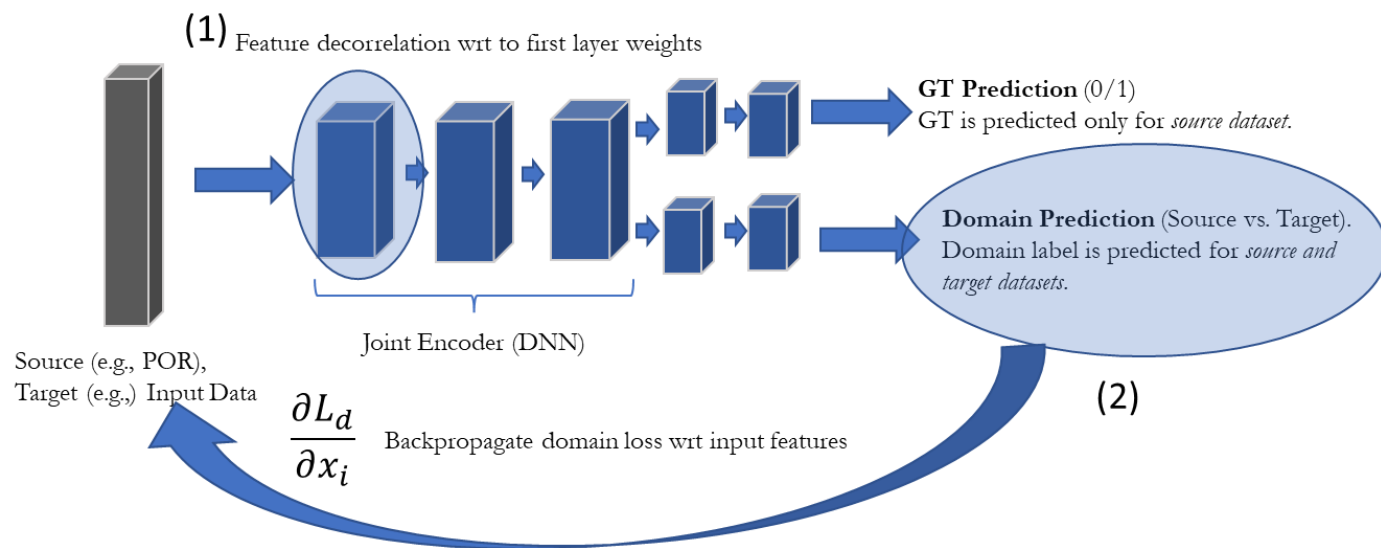 (1) Feature decorrelation wrt to first layer weights
GT Prediction (0/1)
GT is predicted only for source dataset.
Domain Prediction (Source vs. Target).
Domain label is predicted for source and
target datasets.
Joint Encoder (DNN)
Source (e.g., POR),
Target (e.g.,) Input Data
(2)
∂L_d
∂x_i
Backpropagate domain loss wrt input features